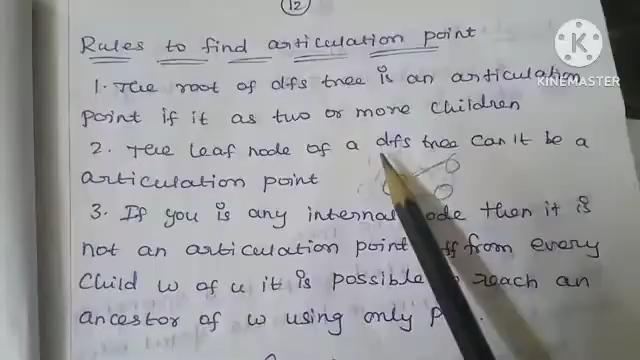 12
Rules to find articulation point
1. The root of dfs tree is an articulation
point if it as two or more children
2. The leaf node of a dfs tree can't be a
articulation point
3. If you is any internal node then it is
not an articulation point from every
child w of u it is possible reach an
ancestor of w using only
K
KINEMASTER